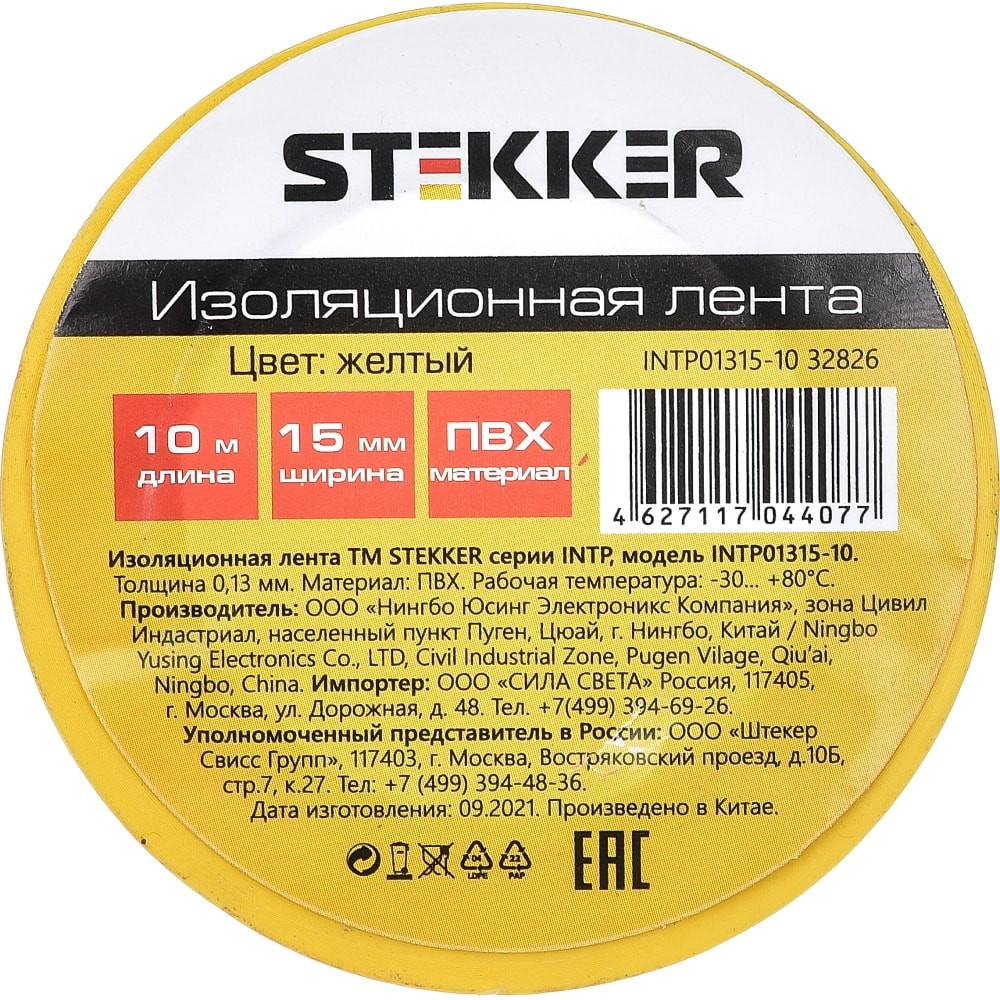 STEKKER
Изоляционная лента
Цвет: желтый
INTP01315-10 32826
10 м
длина
15 мм
ширина
ПВХ
материал
4 627117 044077
Изоляционная лента ТМ STEKKER серии INTP, модель INTP01315-10.
Толщина 0,13 мм. Материал: ПВХ. Рабочая температура: -30... +80°С.
Производитель: ООО «Нингбо Юсинг Электроникс Компания», зона Цивил
Индастриал, населенный пункт Пуген, Цюай, г. Нингбо, Китай / Ningbo
Yusing Electronics Co., LTD, Civil Industrial Zone, Pugen Vilage, Qiu'ai,
Ningbo, China. Импортер: ООО «СИЛА СВЕТА» Россия, 117405,
г. Москва, ул. Дорожная, д. 48. Тел. +7(499) 394-69-26.
Уполномоченный представитель в России: ООО «Штекер
Свисс Групп», 117403, г. Москва, Востряковский проезд, д.10Б,
стр.7, к.27. Тел: +7 (499) 394-48-36.
Дата изготовления: 09.2021. Произведено в Китае.
04
LDPE
22
PAP
EAC